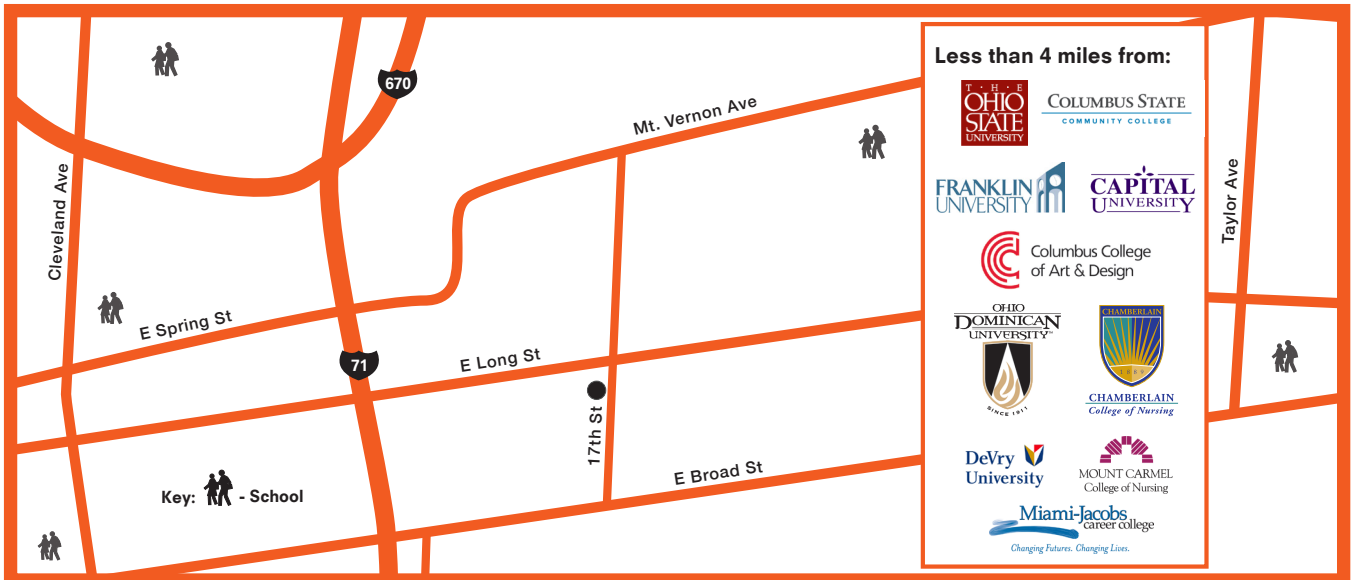 670
Mt. Vernon Ave
Cleveland Ave
E Spring St
71
E Long St
17th St
E Broad St
Key: - School
Taylor Ave
Less than 4 miles from:
T · H · E
OHIO
STATE
UNIVERSITY
COLUMBUS STATE
COMMUNITY COLLEGE
FRANKLIN
UNIVERSITY
CAPITAL
UNIVERSITY
Columbus College
of Art & Design
OHIO
DOMINICAN
UNIVERSITY™
SINCE 1911
CHAMBERLAIN
1889
CHAMBERLAIN
College of Nursing
DeVry
University
MOUNT CARMEL
College of Nursing
Miami-Jacobs
career college
Changing Futures. Changing Lives.